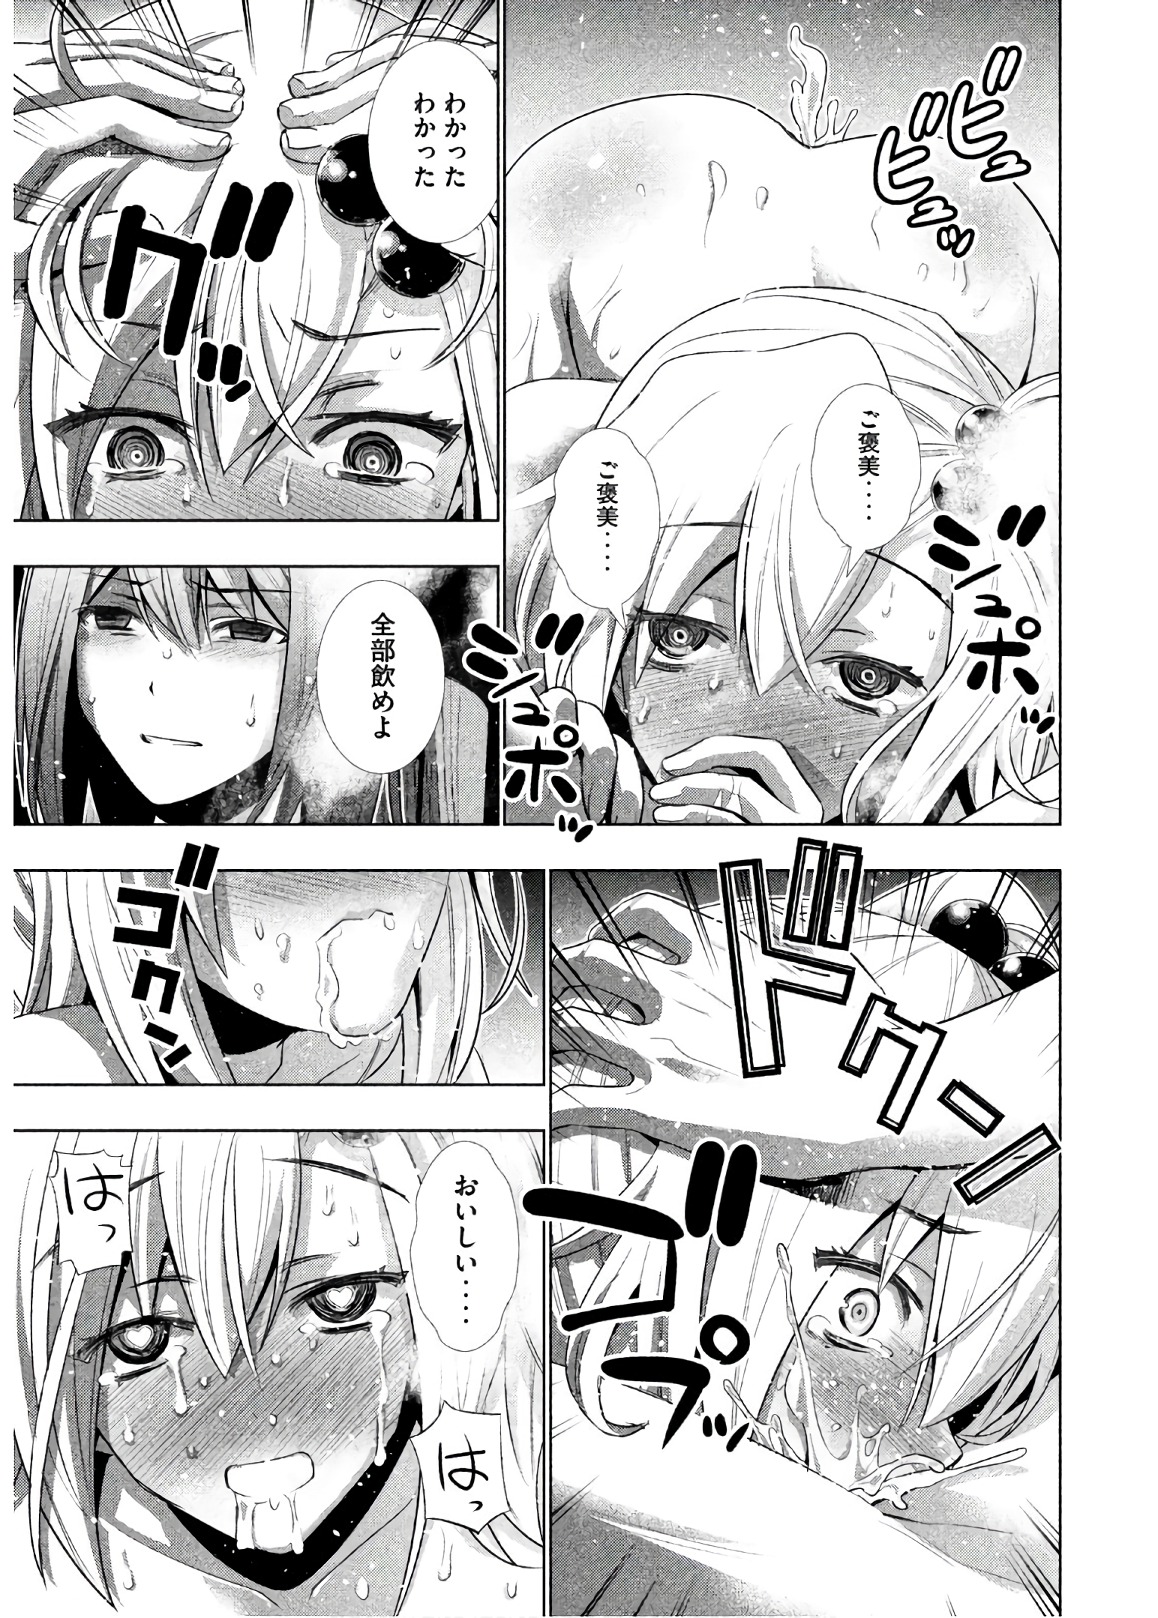 ビュ
ビュッ
ご褒美‥‥
ご褒美‥‥
ジュポッ
ジュポッ
わかった
わかった
グッ
全部飲めよ
ドクーン
ゴプッ
ゴクン
おいしい‥‥
はっ
はっ